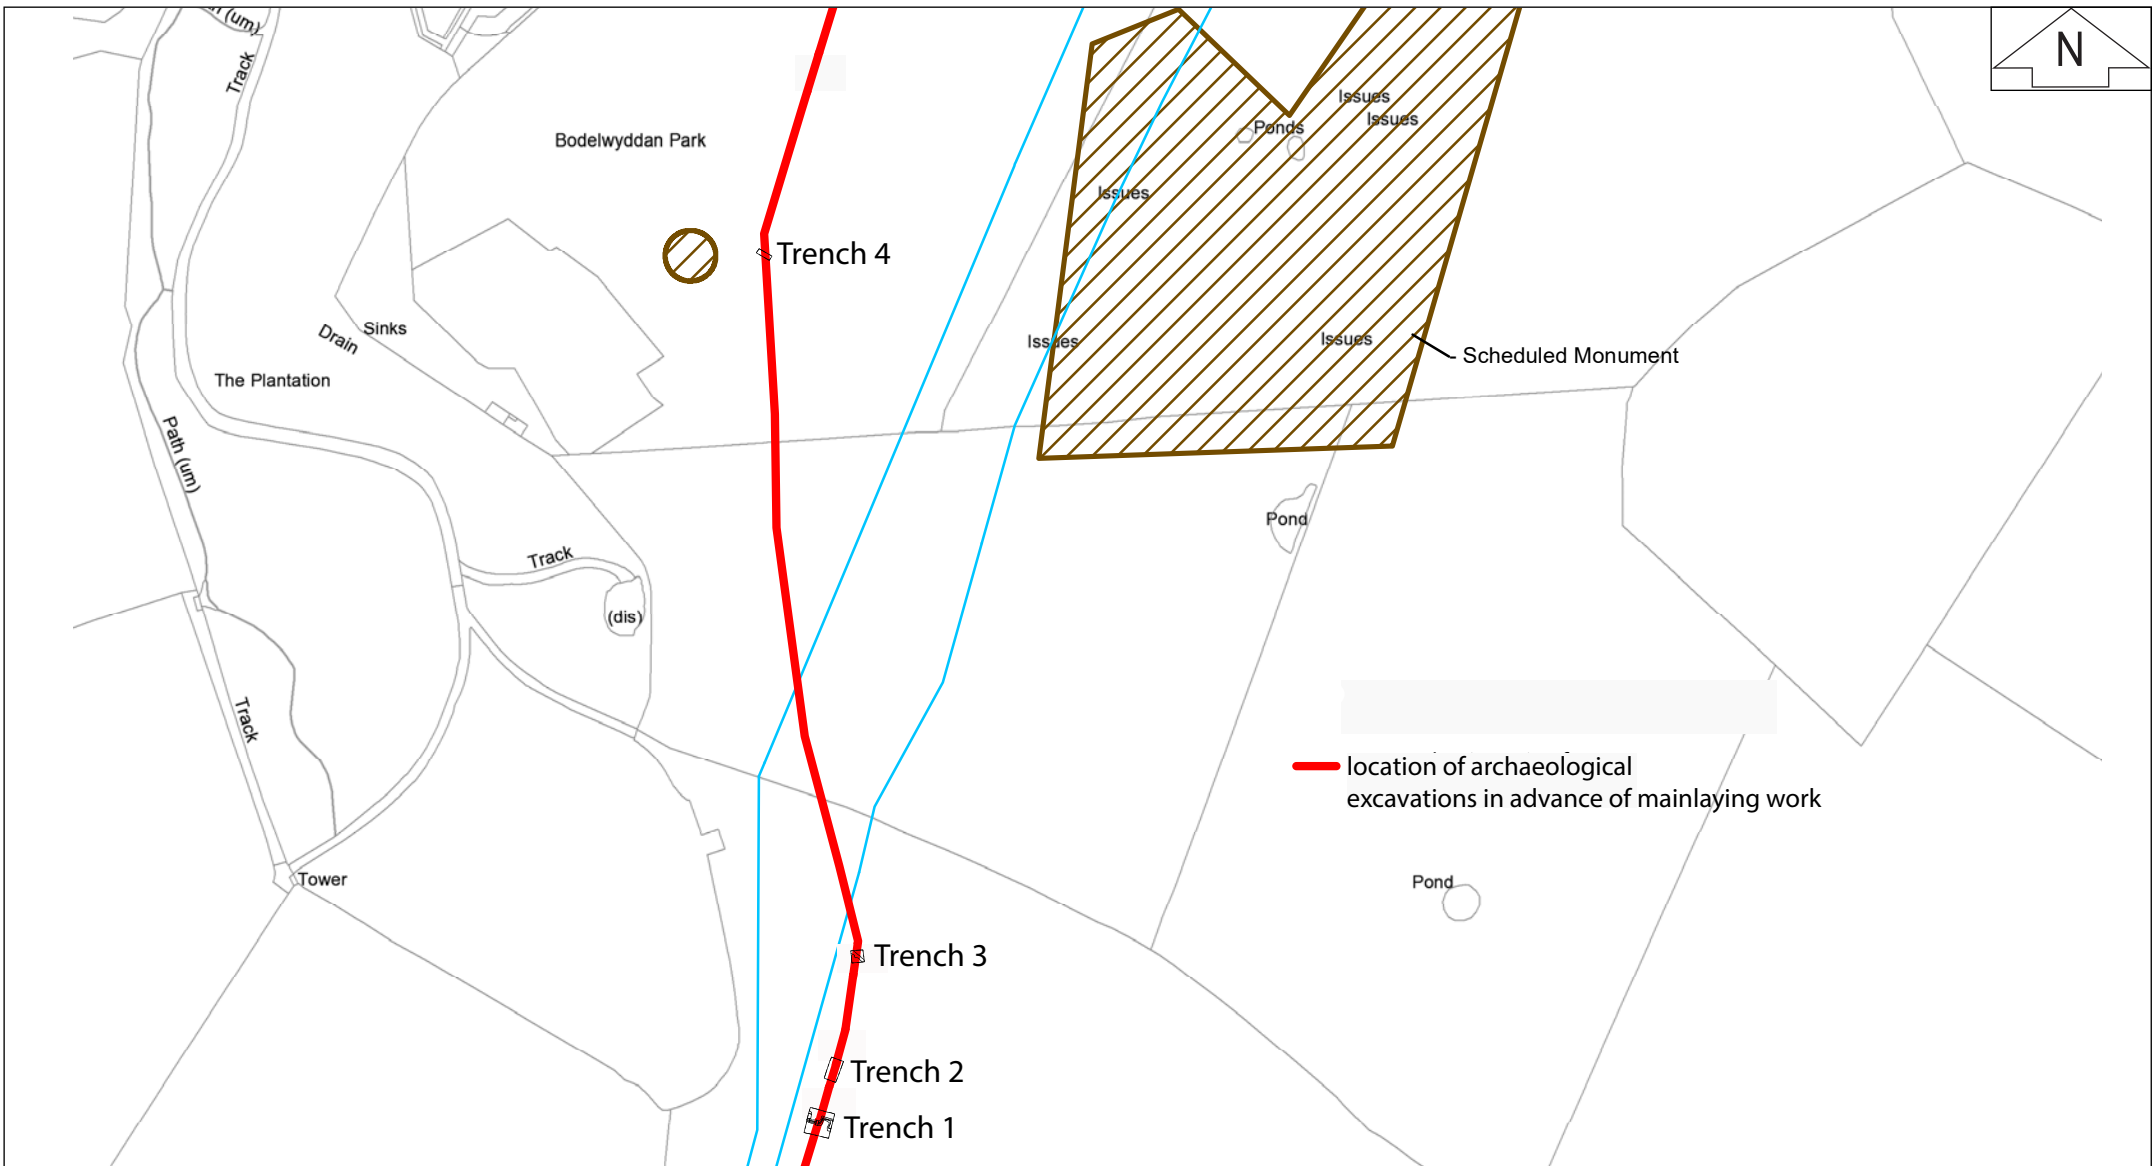 (um)
Track
N
Issues
Issues
Ponds
Bodelwyddan Park
Issues
Trench 4
Sinks
Drain
Issues
Issues
Scheduled Monument
The Plantation
Path (um)
Pond
Track
(dis)
Track
location of archaeological
excavations in advance of mainlaying work
Tower
Pond
Trench 3
Trench 2
Trench 1